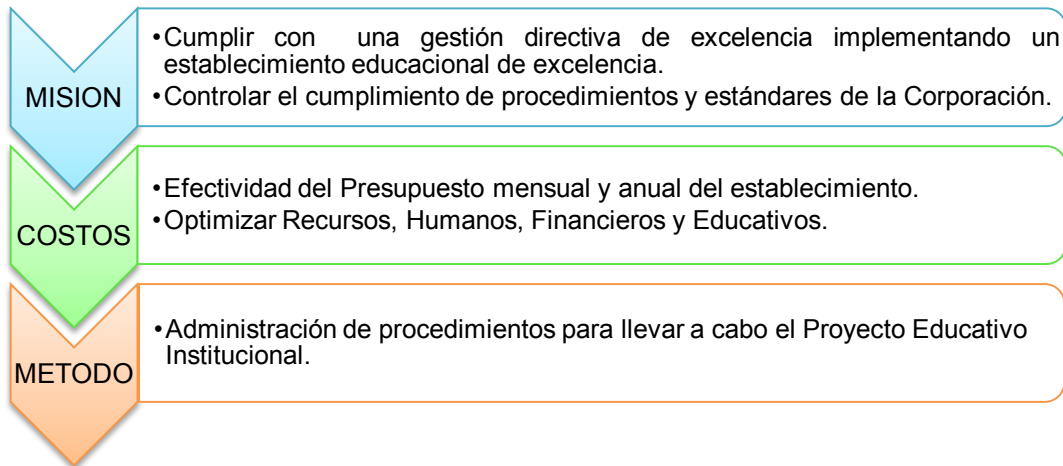 MISION
•Cumplir con una gestión directiva de excelencia implementando un
establecimiento educacional de excelencia.
•Controlar el cumplimiento de procedimientos y estándares de la Corporación.
COSTOS
•Efectividad del Presupuesto mensual y anual del establecimiento.
•Optimizar Recursos, Humanos, Financieros y Educativos.
METODO
•Administración de procedimientos para llevar a cabo el Proyecto Educativo
Institucional.